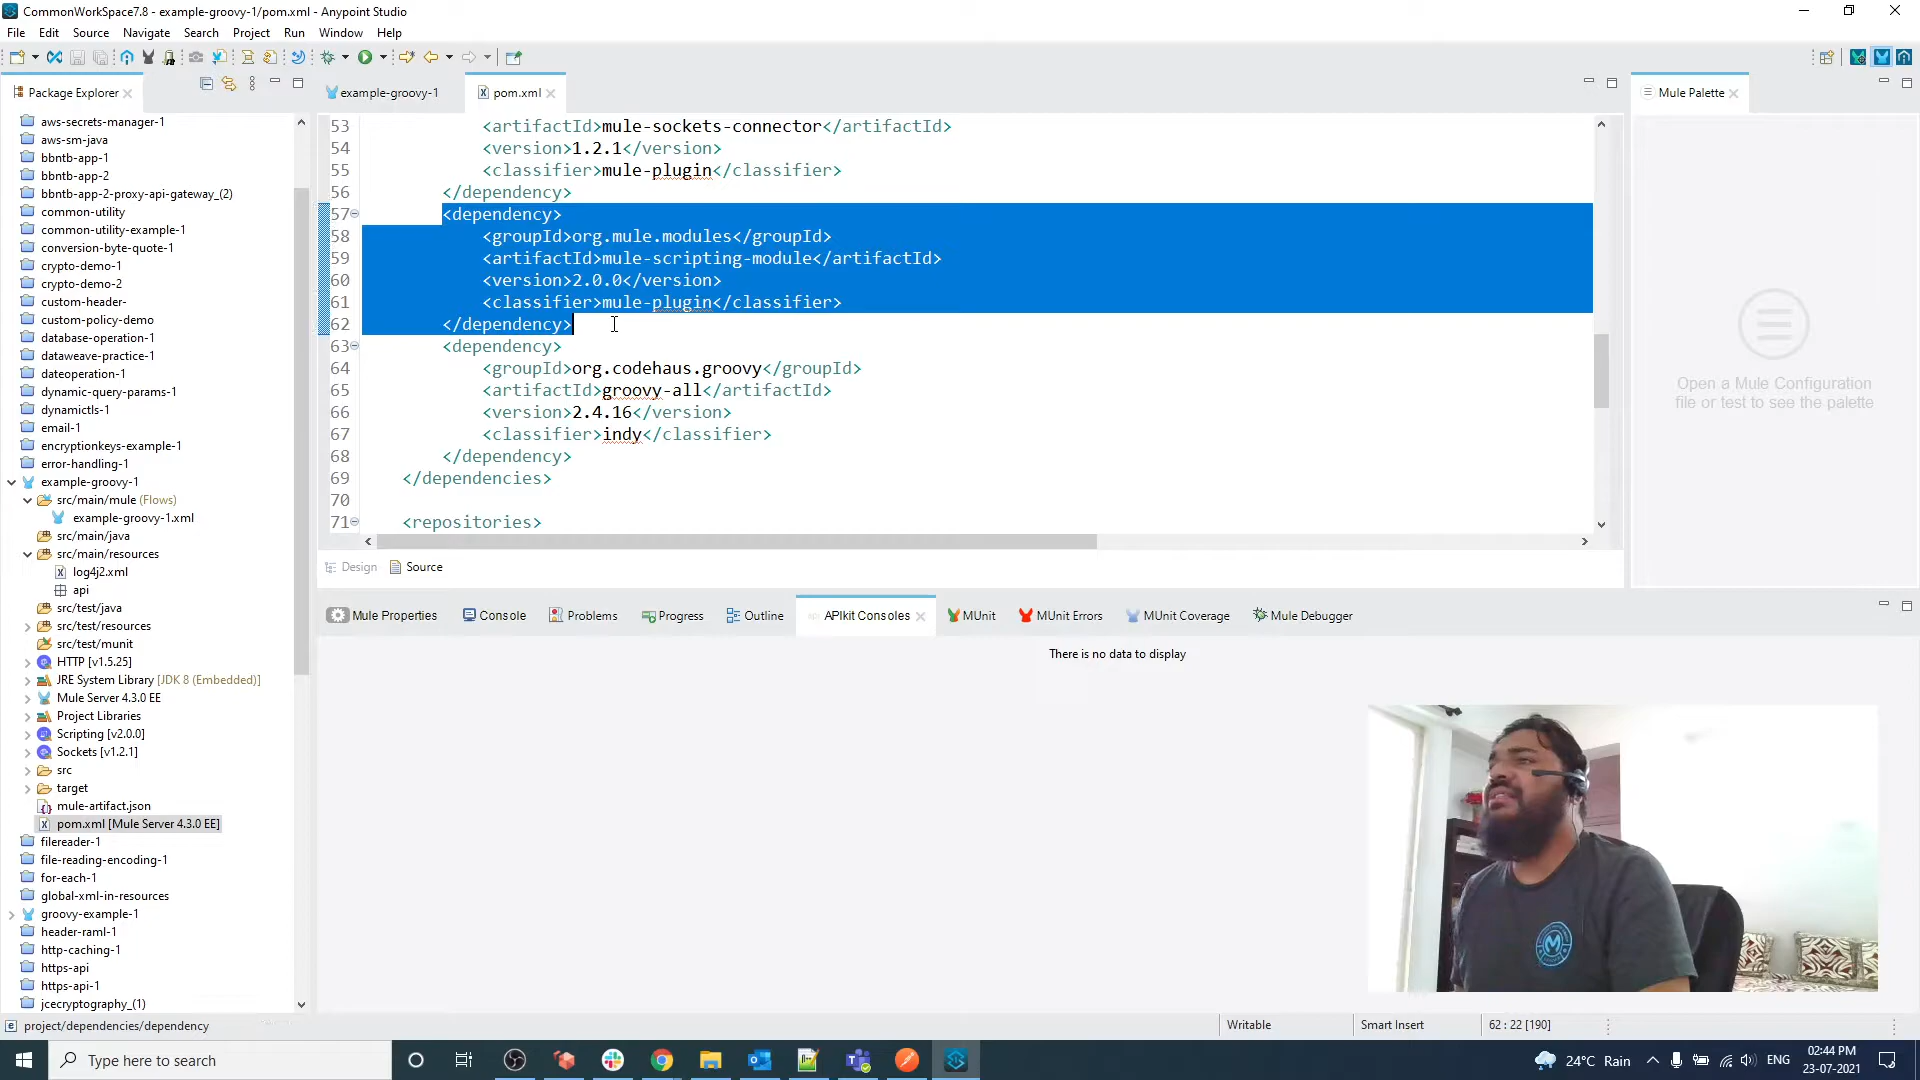 CommonWorkSpace7.8 - example-groovy-1/pom.xml - Anypoint Studio
File Edit Source Navigate Search Project Run Window Help
Package Explorer
aws-secrets-manager-1
aws-sm-java
bbntb-app-1
bbntb-app-2
bbntb-app-2-proxy-api-gateway_(2)
common-utility
common-utility-example-1
conversion-byte-quote-1
crypto-demo-1
crypto-demo-2
custom-header-
custom-policy-demo
database-operation-1
dataweave-practice-1
dateoperation-1
dynamic-query-params-1
dynamictls-1
email-1
encryptionkeys-example-1
error-handling-1
example-groovy-1
src/main/mule (Flows)
example-groovy-1.xml
src/main/java
src/main/resources
log4j2.xml
api
src/test/java
src/test/resources
src/test/munit
HTTP [v1.5.25]
JRE System Library [JDK 8 (Embedded)]
Mule Server 4.3.0 EE
Project Libraries
Scripting [v2.0.0]
Sockets [v1.2.1]
src
target
mule-artifact.json
pom.xml [Mule Server 4.3.0 EE]
filereader-1
file-reading-encoding-1
for-each-1
global-xml-in-resources
groovy-example-1
header-raml-1
http-caching-1
https-api
https-api-1
jcecryptography_(1)
example-groovy-1 pom.xml
53 <artifactId>mule-sockets-connector</artifactId>
54 <version>1.2.1</version>
55 <classifier>mule-plugin</classifier>
56 </dependency>
57 <dependency>
58 <groupId>org.mule.modules</groupId>
59 <artifactId>mule-scripting-module</artifactId>
60 <version>2.0.0</version>
61 <classifier>mule-plugin</classifier>
62 </dependency>
63 <dependency>
64 <groupId>org.codehaus.groovy</groupId>
65 <artifactId>groovy-all</artifactId>
66 <version>2.4.16</version>
67 <classifier>indy</classifier>
68 </dependency>
69 </dependencies>
70
71 <repositories>
Design Source
Mule Palette
Open a Mule Configuration
file or test to see the palette
Mule Properties Console Problems Progress Outline APIkit Consoles MUnit MUnit Errors MUnit Coverage Mule Debugger
There is no data to display
project/dependencies/dependency
Writable Smart Insert 62 : 22 [190]
Type here to search
24°C Rain
ENG
02:44 PM
23-07-2021